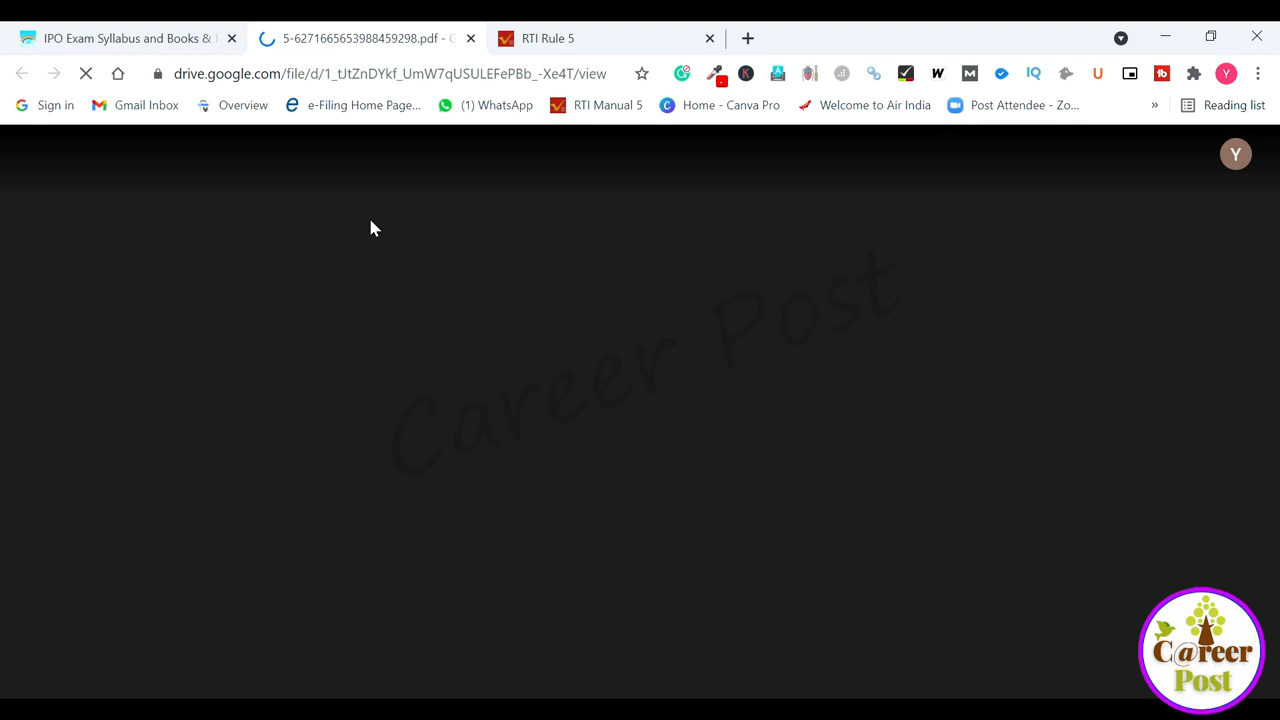 IPO Exam Syllabus and Books & F
5-6271665653988459298.pdf - G
RTI Rule 5
drive.google.com/file/d/1_tJtZnDYkf_UmW7qUSULEFePBb_-Xe4T/view
Sign in
Gmail Inbox
Overview
e-Filing Home Page...
(1) WhatsApp
RTI Manual 5
Home - Canva Pro
Welcome to Air India
Post Attendee - Zo...
»
Reading list
Y
Y
Career Post
C@reer
Post